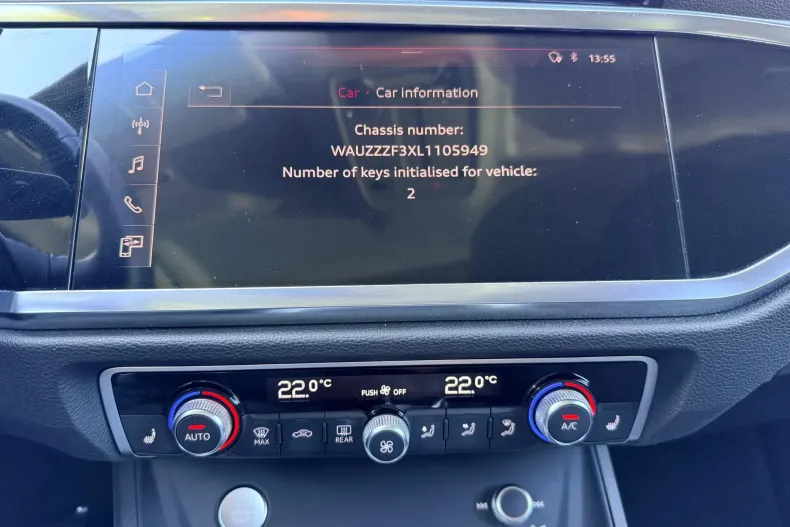 13:55
Car · Car information
Chassis number:
WAUZZZF3XL1105949
Number of keys initialised for vehicle:
2
22.0°C
PUSH OFF
22.0°C
AUTO
MAX
REAR
A/C